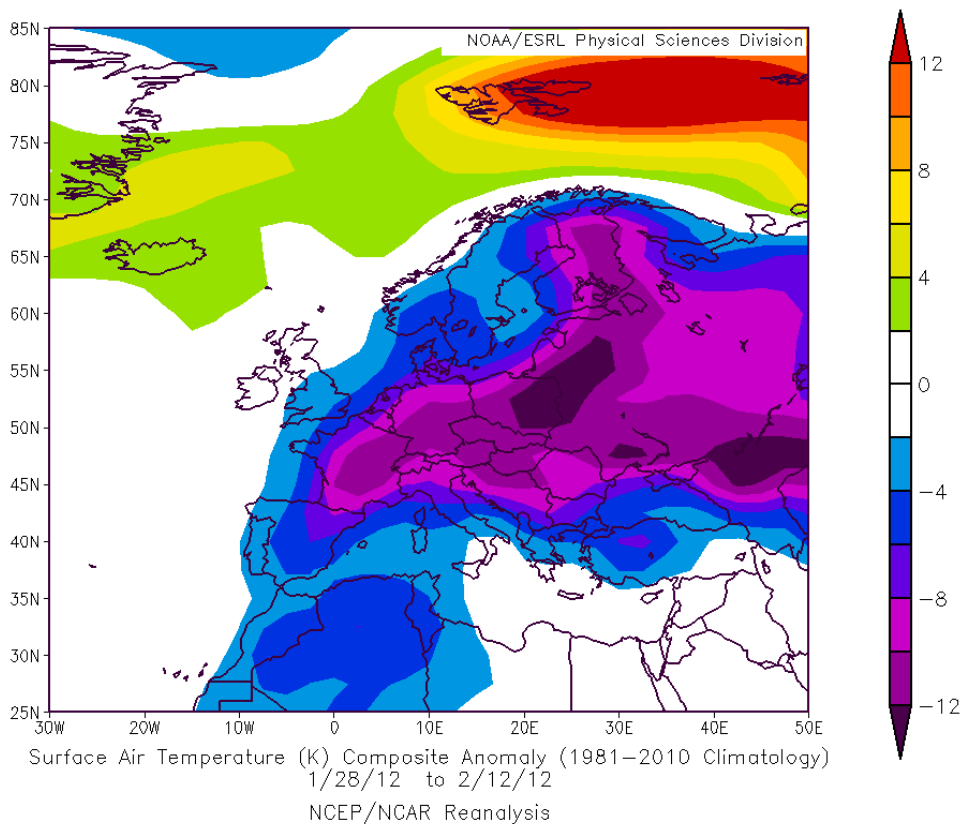 NOAA/ESRL Physical Sciences Division
85N
80N
75N
70N
65N
60N
55N
50N
45N
40N
35N
30N
25N
30W 20W 10W 0 10E 20E 30E 40E 50E
12
8
4
0
-4
-8
-12
Surface Air Temperature (K) Composite Anomaly (1981-2010 Climatology)
1/28/12 to 2/12/12
NCEP/NCAR Reanalysis